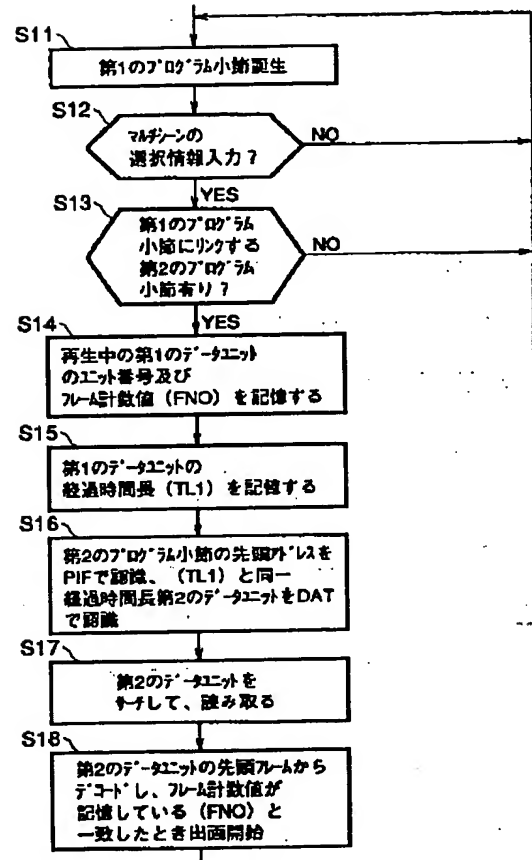 S11
第1のプログラム小節誕生
S12
マルチシーンの
選択情報入力?
NO
YES
S13
第1のプログラム
小節にリンクする
第2のプログラム
小節有り?
NO
YES
S14
再生中の第1のデータユニット
のユニット番号及び
フレーム計数値(FNO)を記憶する
S15
第1のデータユニットの
経過時間長(TL1)を記憶する
S16
第2のプログラム小節の先頭アドレスを
PIFで認識、(TL1)と同一
経過時間長第2のデータユニットをDAT
で認識
S17
第2のデータユニットを
サーチして、読み取る
S18
第2のデータユニットの先頭フレームから
デコードし、フレーム計数値が
記憶している(FNO)と
一致したとき出画開始